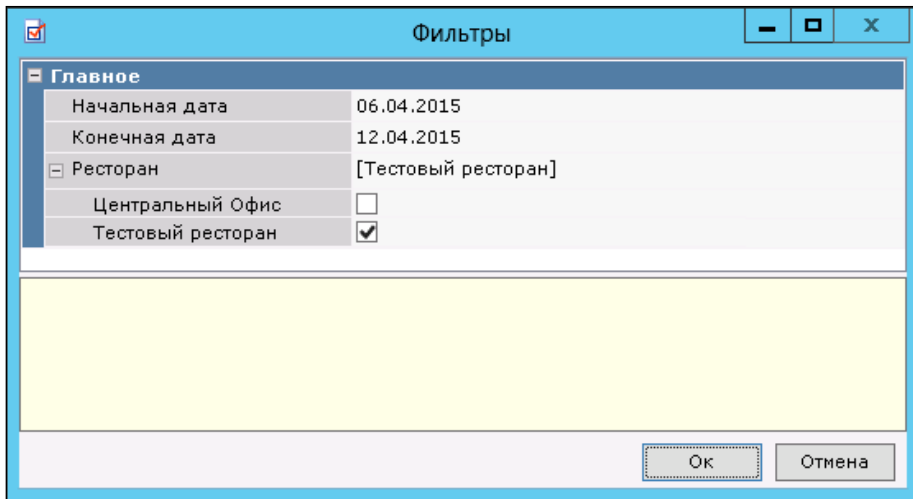 Фильтры
Главное
Начальная дата 06.04.2015
Конечная дата 12.04.2015
Ресторан [Тестовый ресторан]
Центральный Офис
Тестовый ресторан
Ок Отмена